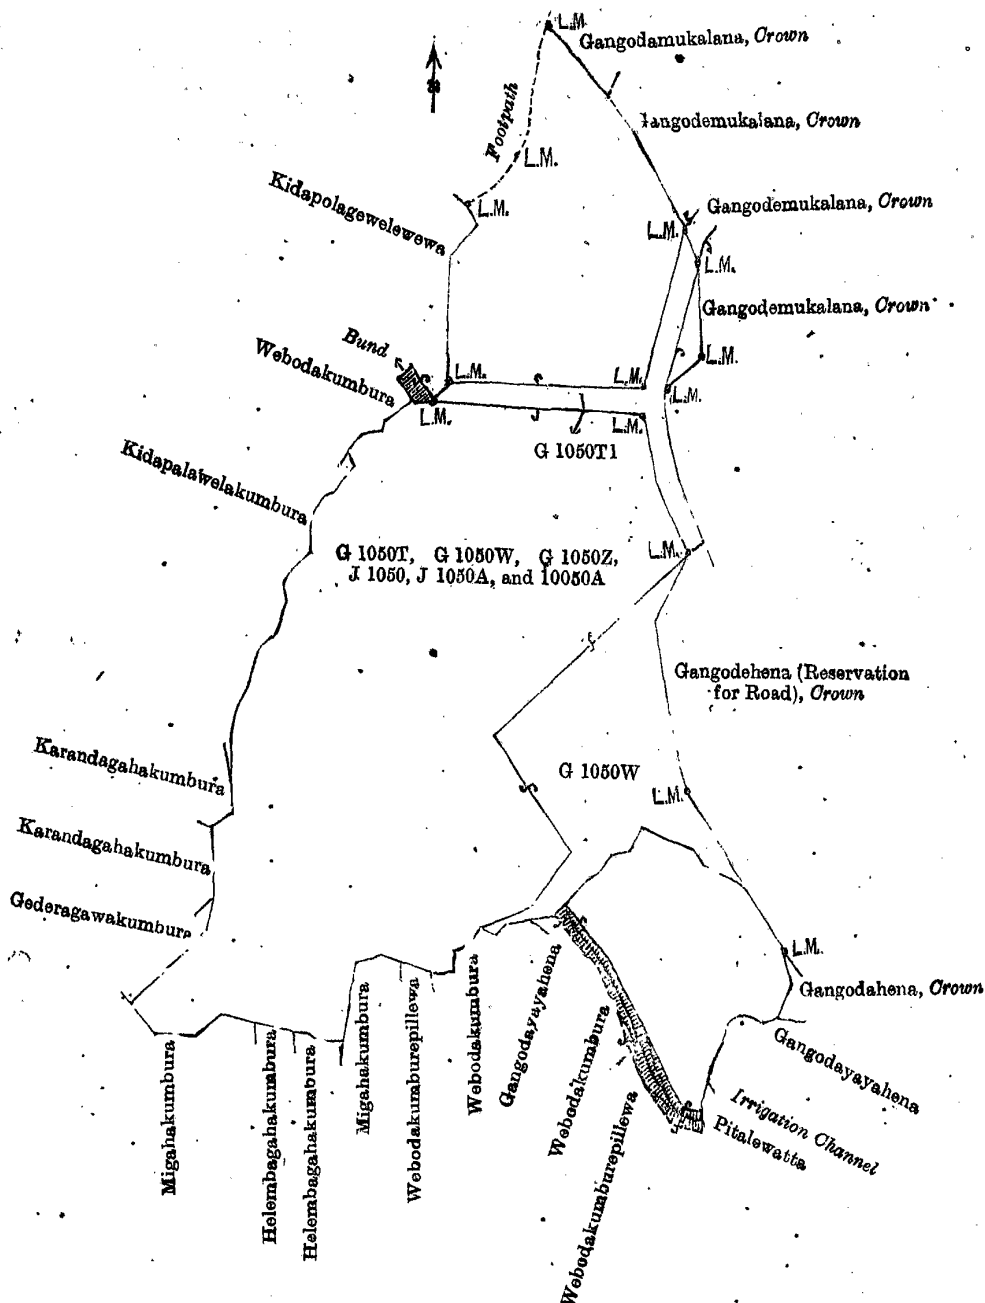 L.M.
Gangodamukalana, Crown
Footpath
Gangodemukalana, Crown
L.M.
Kidapolagewelewewa
L.M.
Gangodemukalana, Crown
L.M.
L.M.
Gangodemukalana, Crown
Bund
Webodakumbura
L.M.
L.M.
L.M.
L.M.
L.M.
L.M.
G 1050T1
Kidapalawelakumbura
L.M.
G 1050T, G 1050W, G 1050Z,
J 1050, J 1050A, and 10050A
Gangodehena (Reservation
for Road), Crown
Karandagahakumbura
G 1050W
L.M.
Karandagahakumbura
Gederagawakumbura
L.M.
Gangodahena, Crown
Migahakumbura
Helembagahakumbura
Helembagahakumbura
Migahakumbura
Webodakumburepillewa
Webodakumbura
Gangodayayahena
Webodakumbura
Webodakumburepillewa
Gangodayayahena
Irrigation Channel
Pitalewatta